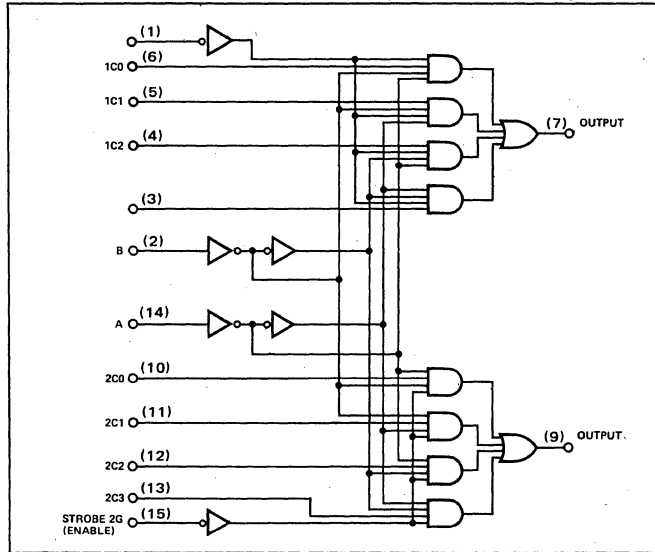 (1)
1C0 (6)
1C1 (5)
1C2 (4)
(7) OUTPUT
(3)
B (2)
A (14)
2C0 (10)
2C1 (11)
(9) OUTPUT
2C2 (12)
2C3 (13)
STROBE 2G (15)
(ENABLE)